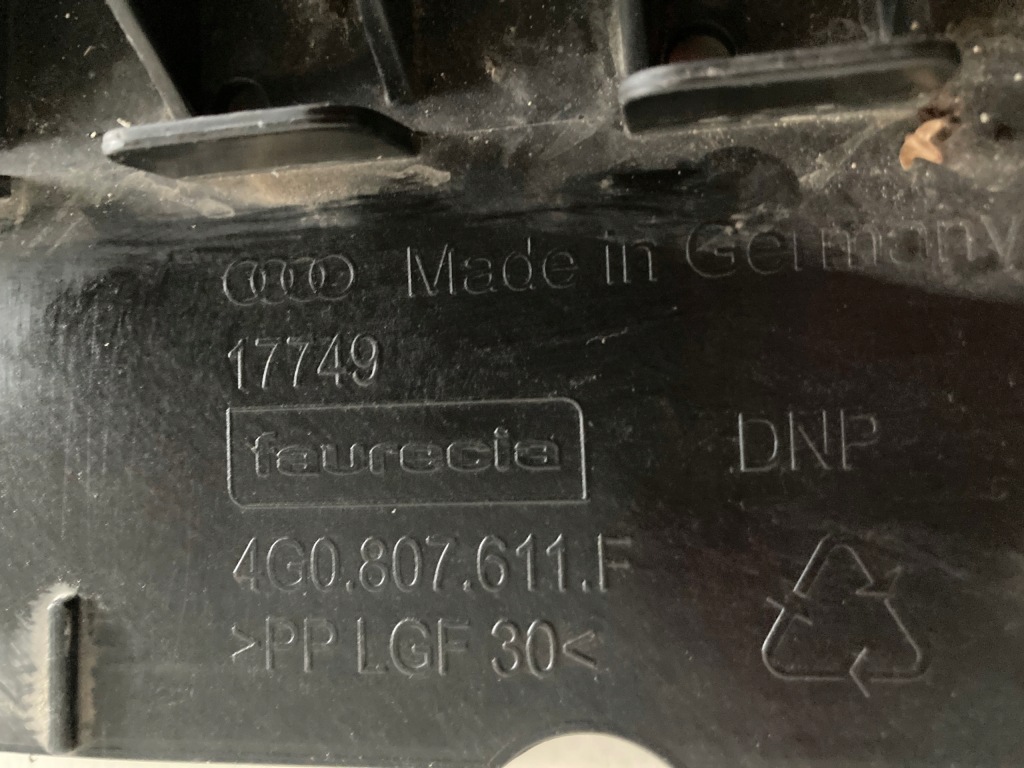 Made in Germany
17749
faurecia
DNP
4G0.807.611.F
>PP LGF 30<